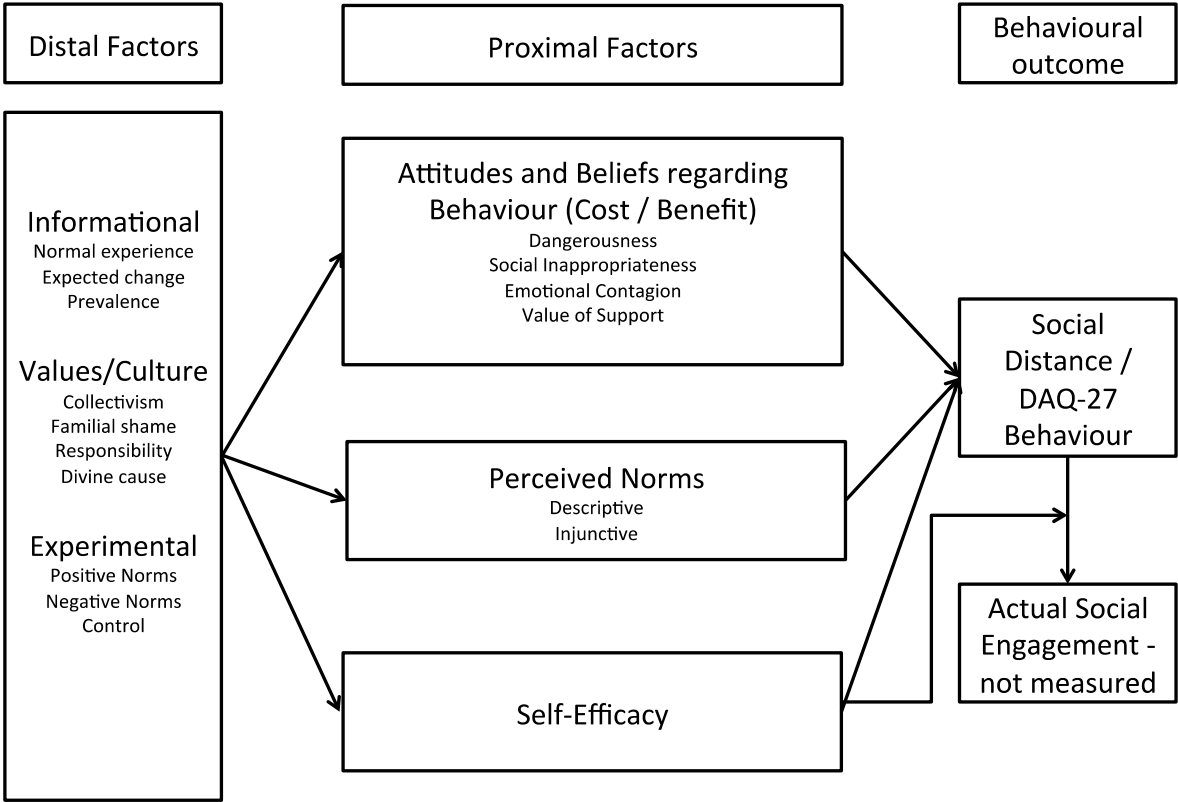 Distal Factors
Proximal Factors
Behavioural
outcome
Informational
Normal experience
Expected change
Prevalence
Values/Culture
Collectivism
Familial shame
Responsibility
Divine cause
Experimental
Positive Norms
Negative Norms
Control
Attitudes and Beliefs regarding
Behaviour (Cost / Benefit)
Dangerousness
Social Inappropriateness
Emotional Contagion
Value of Support
Perceived Norms
Descriptive
Injunctive
Self-Efficacy
Social
Distance /
DAQ-27
Behaviour
Actual Social
Engagement -
not measured